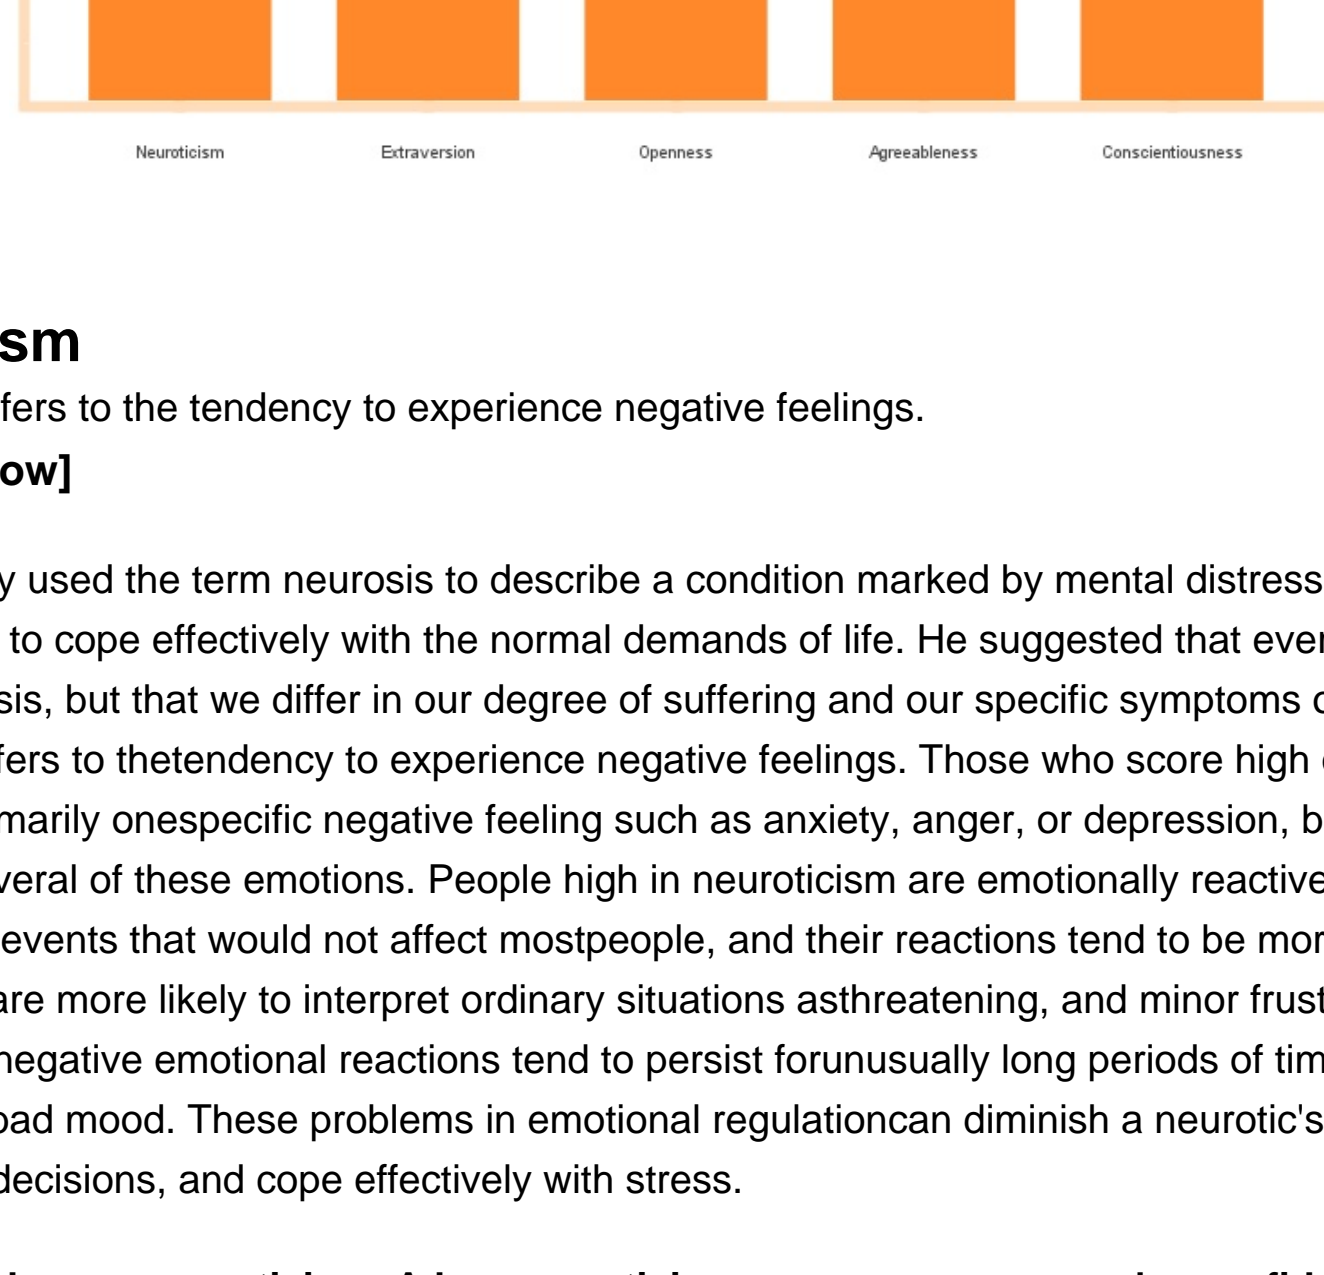 Neuroticism Extraversion Openness Agreeableness Conscientiousness
sm
fers to the tendency to experience negative feelings.
ow]
y used the term neurosis to describe a condition marked by mental distress
to cope effectively with the normal demands of life. He suggested that ever
sis, but that we differ in our degree of suffering and our specific symptoms
fers to thetendency to experience negative feelings. Those who score high
marily onespecific negative feeling such as anxiety, anger, or depression, b
veral of these emotions. People high in neuroticism are emotionally reactive
events that would not affect mostpeople, and their reactions tend to be mor
are more likely to interpret ordinary situations asthreatening, and minor frust
negative emotional reactions tend to persist forunusually long periods of tim
bad mood. These problems in emotional regulationcan diminish a neurotic's
decisions, and cope effectively with stress.